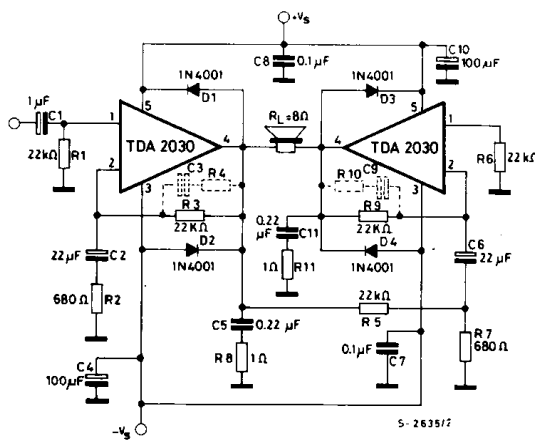 +Vs
C8
0.1µF
C10
100µF
1N4001
D1
1N4001
D3
1µF
C1
1
5
2
3
4
TDA 2030
22kΩ
R1
RL=8Ω
4
5
1
2
3
TDA 2030
R6
22kΩ
C3
R4
R3
22KΩ
R10
C9
R9
22KΩ
0.22
µF
C11
1Ω
R11
D2
1N4001
D4
1N4001
22µF
C2
680Ω
R2
C6
22µF
22kΩ
R5
C5
0.22 µF
R8
1Ω
0.1µF
C7
R7
680Ω
C4
100µF
-Vs
S-2635/2